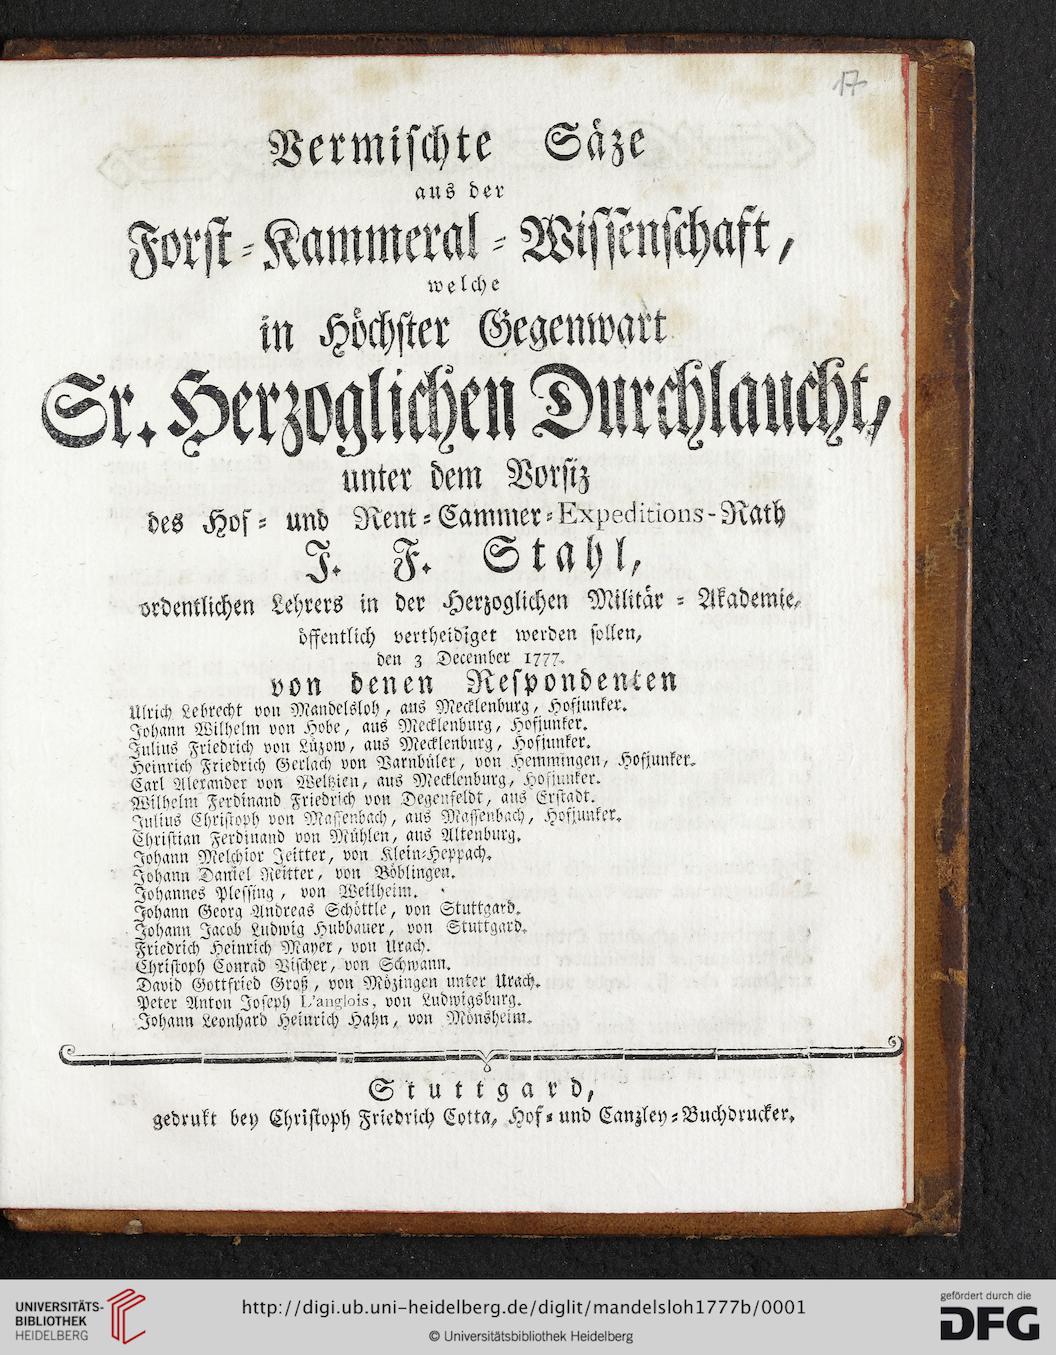 17
Vermischte Säze
aus der
Forst-Kammeral-Wissenschaft,
welche
in Höchster Gegenwart
Sr. Herzoglichen Durchlaucht,
unter dem Vorsiz
des Hof- und Rent-Cammer-Expeditions-Rath
J. F. Stahl,
ordentlichen Lehrers in der Herzoglichen Militär-Akademie,
öffentlich vertheidiget werden sollen,
den 3 December 1777.
von denen Respondenten
Ulrich Lebrecht von Mandelsloh, aus Mecklenburg, Hofjunker.
Johann Wilhelm von Hobe, aus Mecklenburg, Hofjunker.
Julius Friedrich von Lüzow, aus Mecklenburg, Hofjunker.
Heinrich Friedrich Gerlach von Varnbüler, von Hemmingen, Hofjunker.
Carl Alexander von Weltzien, aus Mecklenburg, Hofjunker.
Wilhelm Ferdinand Friedrich von Degenfeldt, aus Erstadt.
Julius Christoph von Massenbach, aus Massenbach, Hofjunker.
Christian Ferdinand von Mühlen, aus Altenburg.
Johann Melchior Jeitter, von Klein-Heppach.
Johann Daniel Reitter, von Böblingen.
Johannes Plessing, von Weilheim.
Johann Georg Andreas Schöttle, von Stuttgard.
Johann Jacob Ludwig Hubbauer, von Stuttgard.
Friedrich Heinrich Mayer, von Urach.
Christoph Conrad Vischer, von Schwann.
David Gottfried Groß, von Mözingen unter Urach.
Peter Anton Joseph L'anglois, von Ludwigsburg.
Johann Leonhard Heinrich Hahn, von Mönsheim.
Stuttgard,
gedrukt bey Christoph Friedrich Cotta, Hof- und Canzley-Buchdrucker.
UNIVERSITÄTS-
BIBLIOTHEK
HEIDELBERG
http://digi.ub.uni-heidelberg.de/diglit/mandelsloh1777b/0001
© Universitätsbibliothek Heidelberg
gefördert durch die
DFG